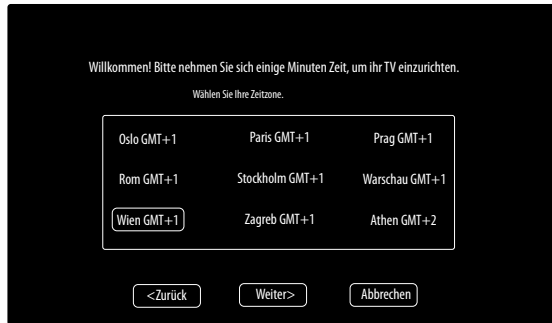 Willkommen! Bitte nehmen Sie sich einige Minuten Zeit, um ihr TV einzurichten.
Wählen Sie Ihre Zeitzone.
Oslo GMT+1 Paris GMT+1 Prag GMT+1
Rom GMT+1 Stockholm GMT+1 Warschau GMT+1
Wien GMT+1 Zagreb GMT+1 Athen GMT+2
<Zurück Weiter> Abbrechen